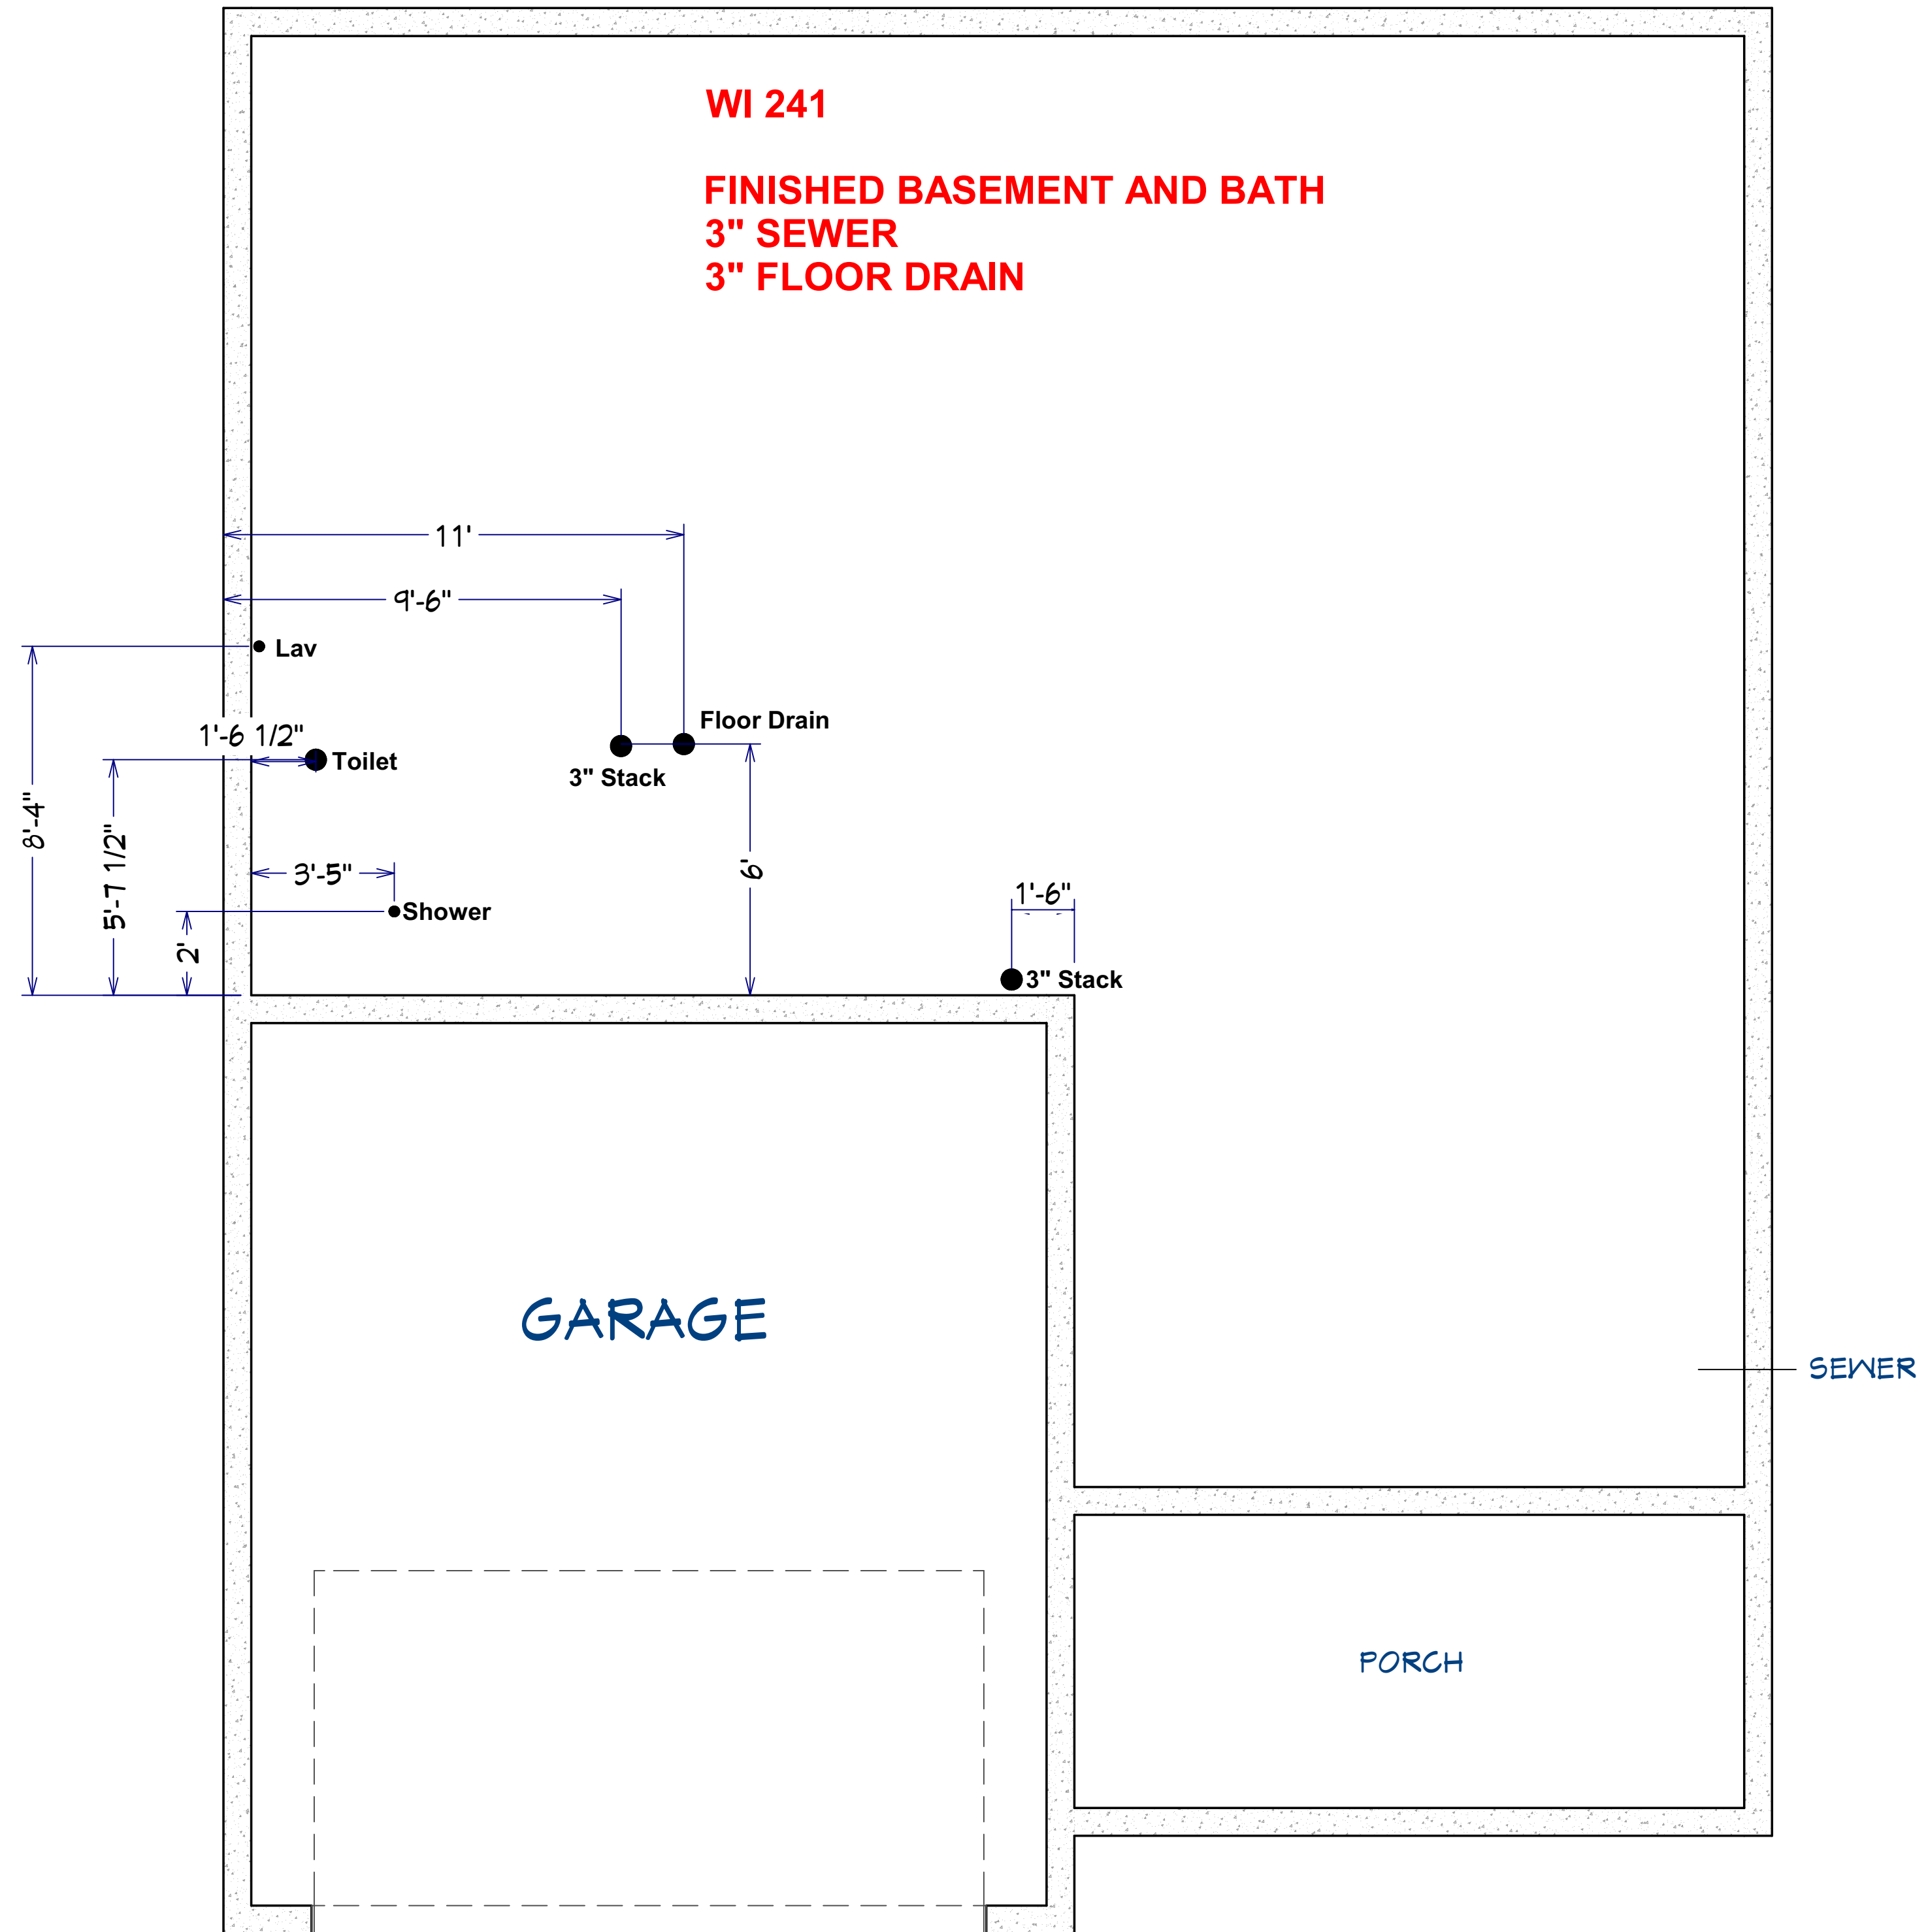 WI 241
FINISHED BASEMENT AND BATH
3" SEWER
3" FLOOR DRAIN
11'
9'-6"
Lav
Floor Drain
1'-6 1/2"
Toilet
3" Stack
8'-4"
5'-7 1/2"
3'-5"
6'
1'-6"
Shower
2'
3" Stack
GARAGE
SEWER
PORCH